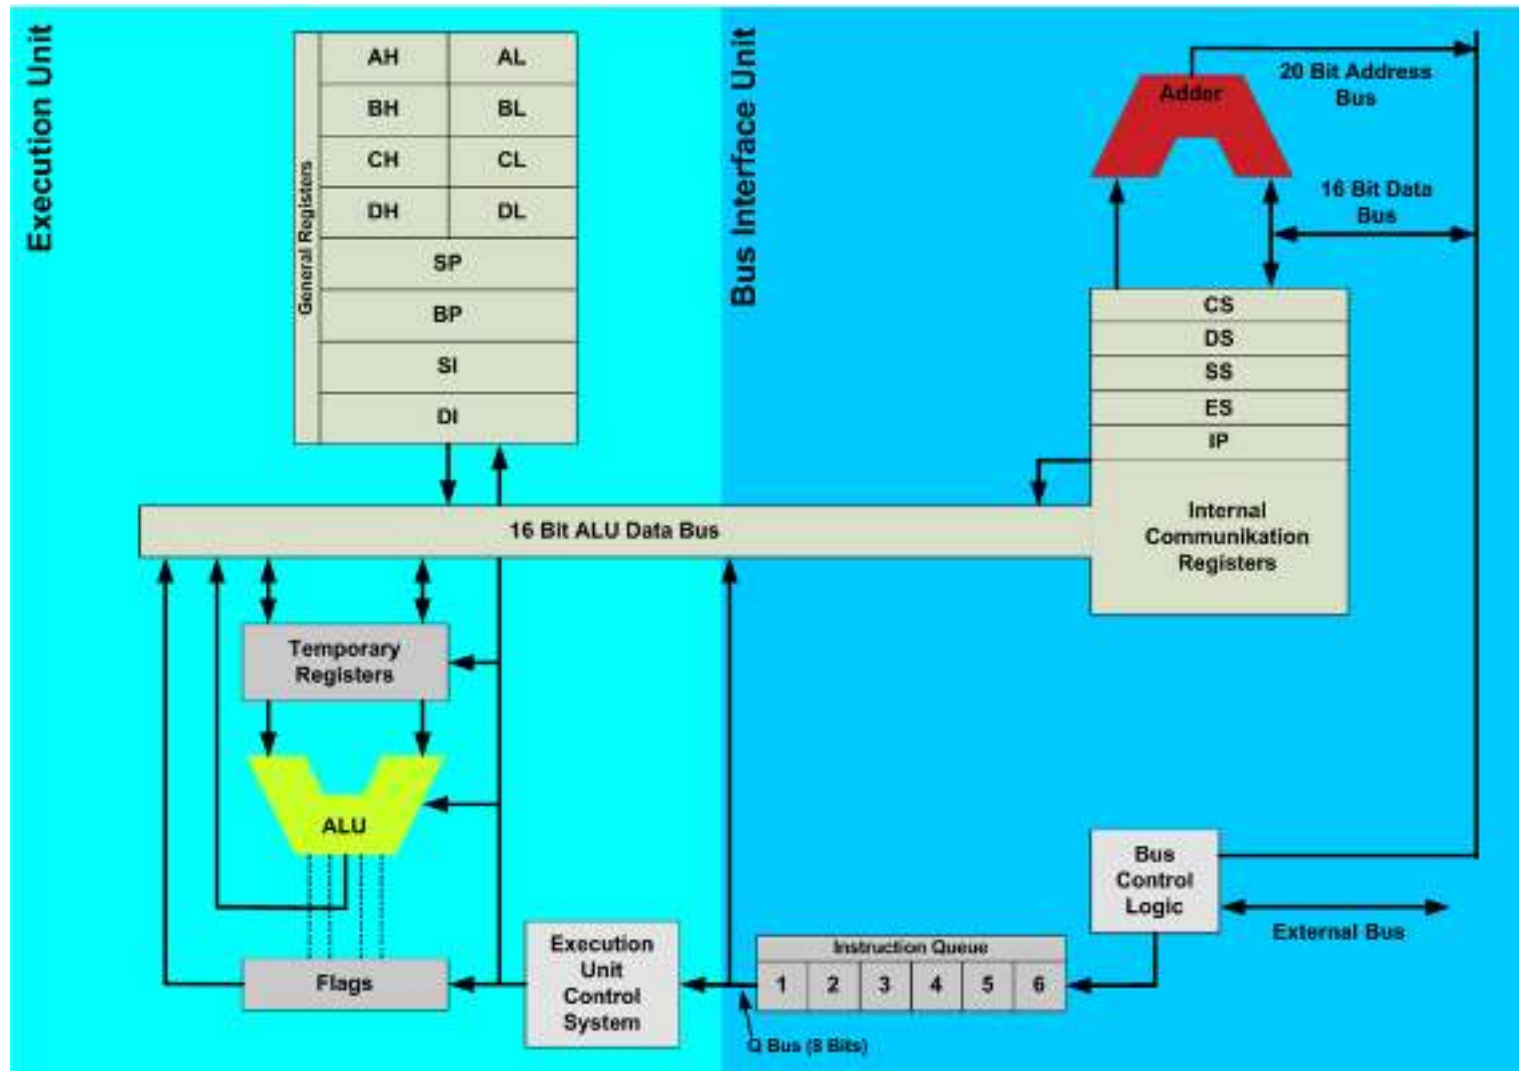 Execution Unit
General Registers
AH AL
BH BL
CH CL
DH DL
SP
BP
SI
DI
Bus Interface Unit
Adder
20 Bit Address
Bus
16 Bit Data
Bus
CS
DS
SS
ES
IP
Internal
Communikation
Registers
16 Bit ALU Data Bus
Temporary
Registers
ALU
Flags
Execution
Unit
Control
System
Instruction Queue
1 2 3 4 5 6
Q Bus (8 Bits)
Bus
Control
Logic
External Bus